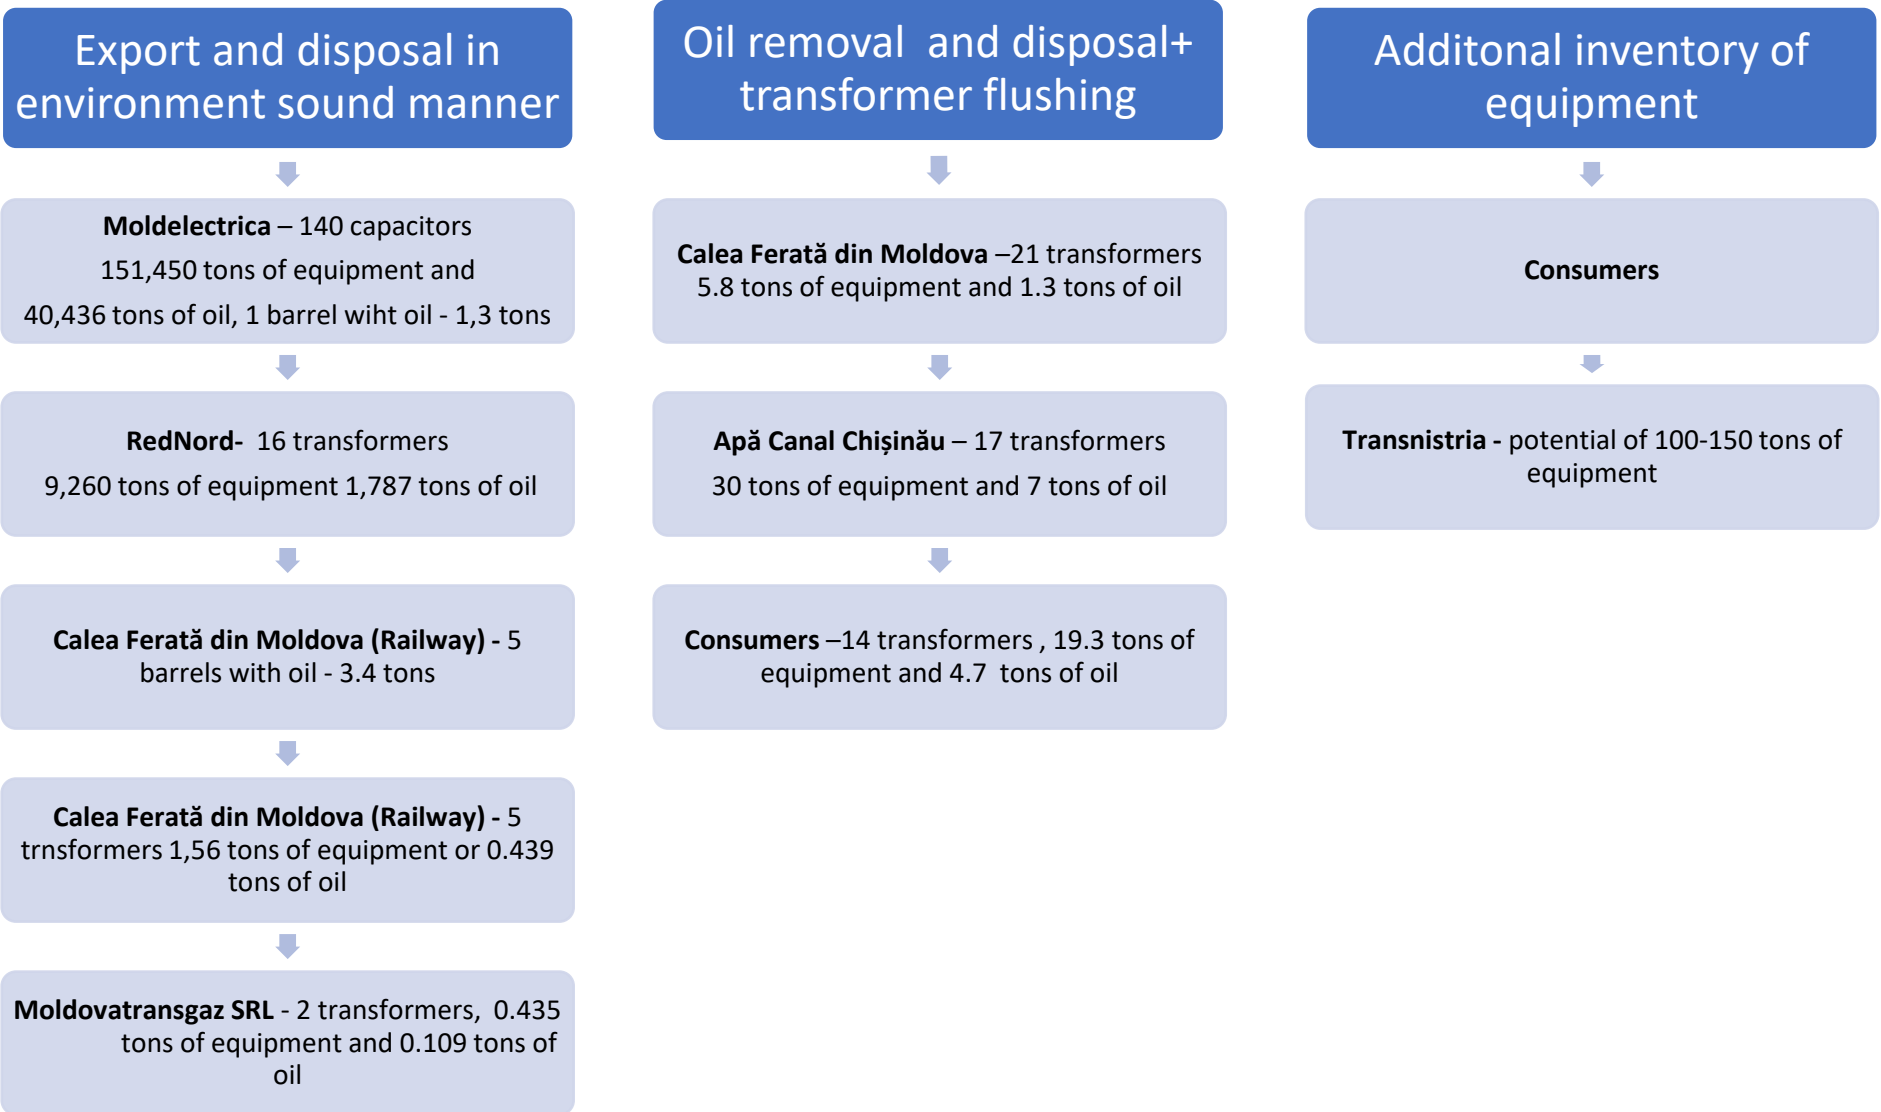 Export and disposal in
environment sound manner
Moldelectrica – 140 capacitors
151,450 tons of equipment and
40,436 tons of oil, 1 barrel wiht oil - 1,3 tons
RedNord- 16 transformers
9,260 tons of equipment 1,787 tons of oil
Calea Ferată din Moldova (Railway) - 5
barrels with oil - 3.4 tons
Calea Ferată din Moldova (Railway) - 5
trnsformers 1,56 tons of equipment or 0.439
tons of oil
Moldovatransgaz SRL - 2 transformers, 0.435
tons of equipment and 0.109 tons of
oil
Oil removal and disposal+
transformer flushing
Calea Ferată din Moldova –21 transformers
5.8 tons of equipment and 1.3 tons of oil
Apă Canal Chișinău – 17 transformers
30 tons of equipment and 7 tons of oil
Consumers –14 transformers , 19.3 tons of
equipment and 4.7 tons of oil
Additonal inventory of
equipment
Consumers
Transnistria - potential of 100-150 tons of
equipment